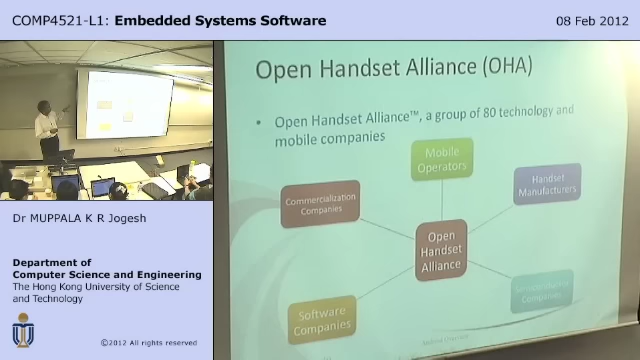 COMP4521-L1: Embedded Systems Software
08 Feb 2012
Open Handset Alliance (OHA)
• Open Handset Alliance™, a group of 80 technology and
mobile companies
Mobile
Operators
Commercialization
Companies
Handset
Manufacturers
Open
Handset
Alliance
Software
Companies
Semiconductor
Companies
Dr MUPPALA K R Jogesh
Department of
Computer Science and Engineering
The Hong Kong University of Science
and Technology
©2012 All rights reserved